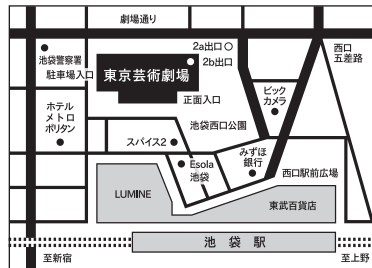 劇場通り
2a出口
2b出口
西口
五差路
池袋警察署
駐車場入口
東京芸術劇場
正面入口
ビック
カメラ
ホテル
メトロ
ポリタン
池袋西口公園
スパイス2
Esola
池袋
みずほ
銀行
西口駅前広場
LUMINE
東武百貨店
池袋駅
至新宿
至上野